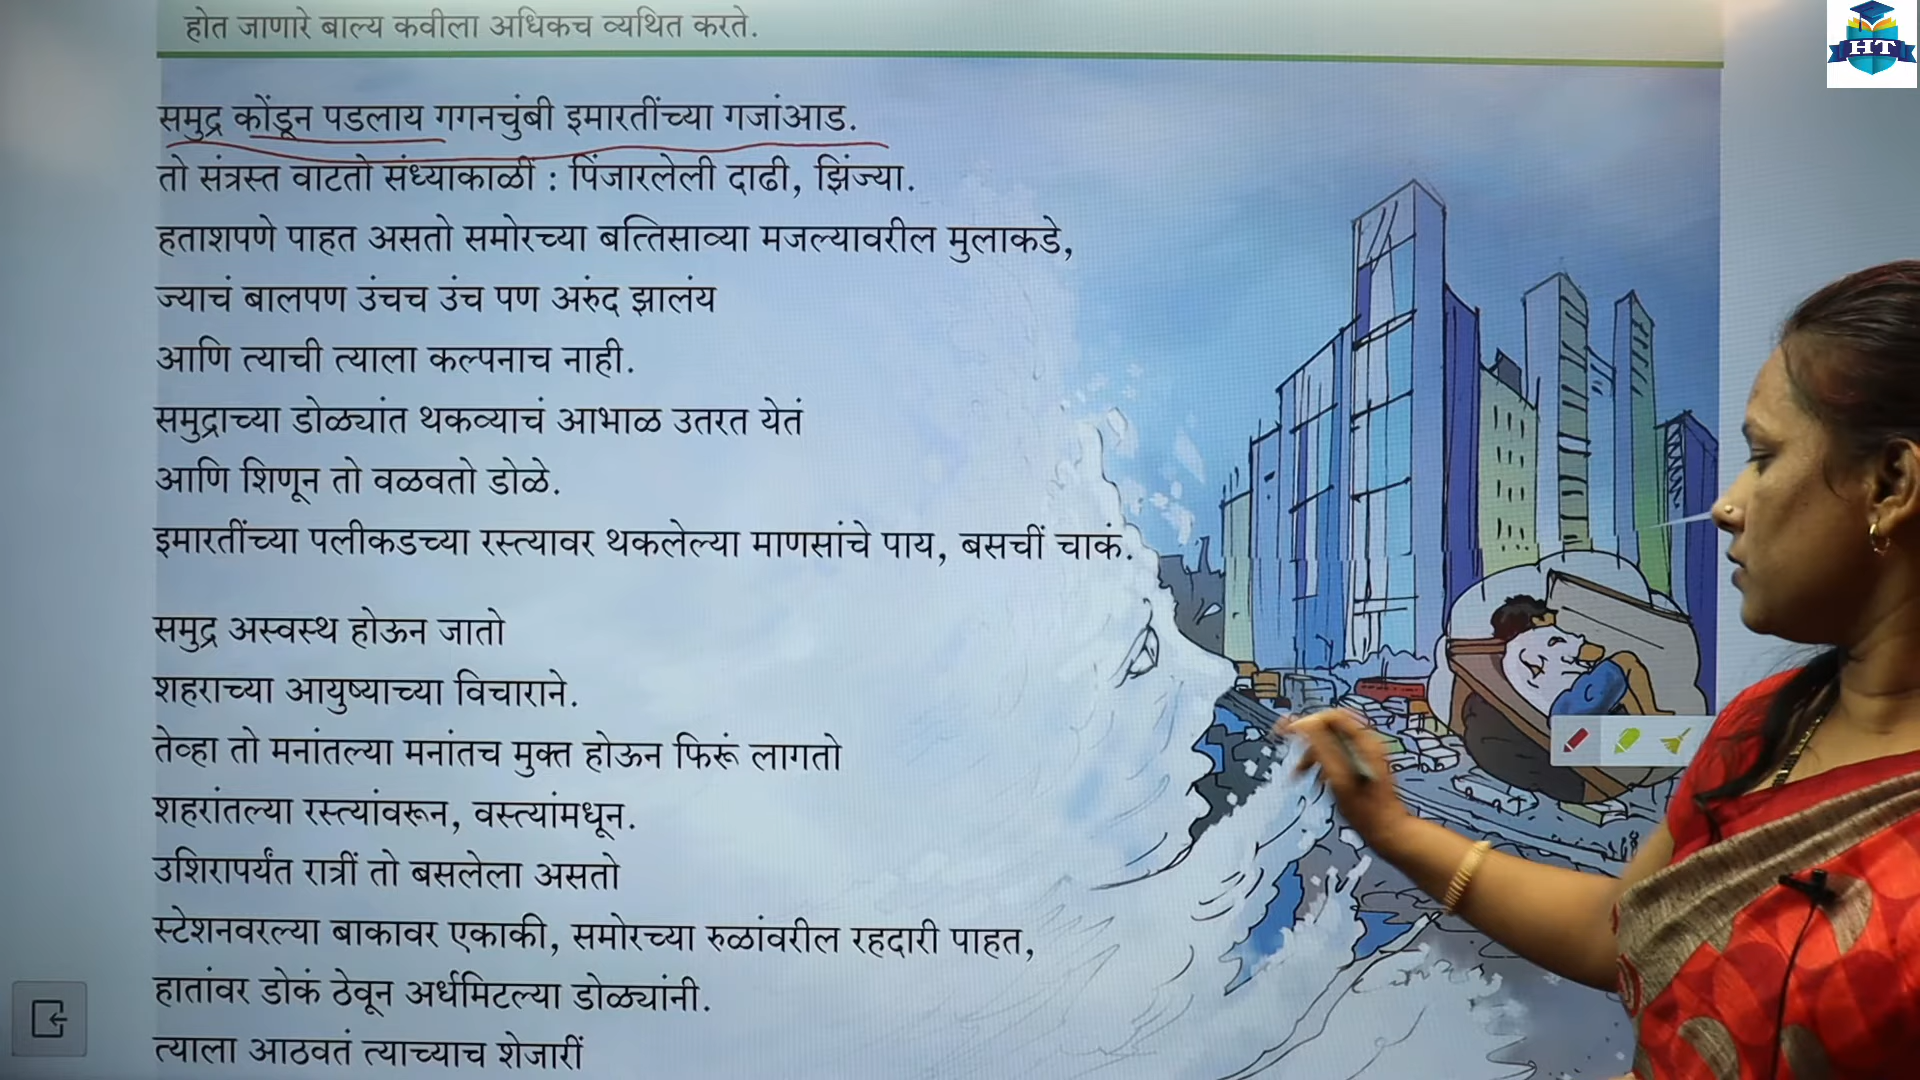 होत जाणारे बाल्य कवीला अधिकच व्यथित करते.
HT
समुद्र कोंडून पडलाय गगनचुंबी इमारतींच्या गजांआड.
तो संत्रस्त वाटतो संध्याकाळीं : पिंजारलेली दाढी, झिंज्या.
हताशपणे पाहत असतो समोरच्या बत्तिसाव्या मजल्यावरील मुलाकडे,
ज्याचं बालपण उंचच उंच पण अरुंद झालंय
आणि त्याची त्याला कल्पनाच नाही.
समुद्राच्या डोळ्यांत थकव्याचं आभाळ उतरत येतं
आणि शिणून तो वळवतो डोळे.
इमारतींच्या पलीकडच्या रस्त्यावर थकलेल्या माणसांचे पाय, बसचीं चाकं.
समुद्र अस्वस्थ होऊन जातो
शहराच्या आयुष्याच्या विचाराने.
तेव्हा तो मनांतल्या मनांतच मुक्त होऊन फिरूं लागतो
शहरांतल्या रस्त्यांवरून, वस्त्यांमधून.
उशिरापर्यंत रात्रीं तो बसलेला असतो
स्टेशनवरल्या बाकावर एकाकी, समोरच्या रुळांवरील रहदारी पाहत,
हातांवर डोकं ठेवून अर्धमिटल्या डोळ्यांनी.
त्याला आठवतं त्याच्याच शेजारीं